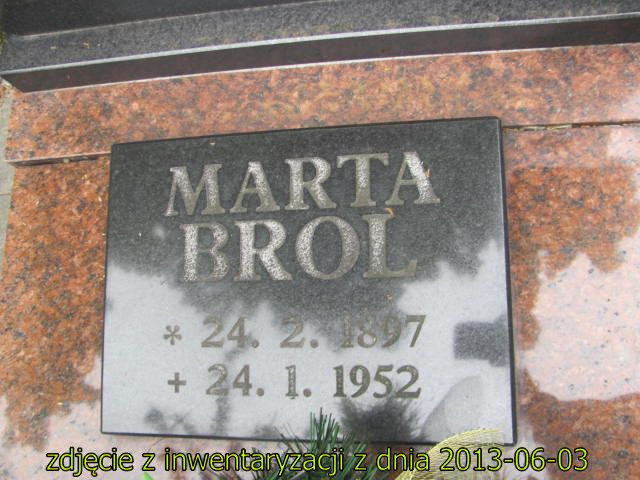 MARTA
BROL
* 24. 2. 1897
+ 24. 1. 1952
zdjęcie z inwentaryzacji z dnia 2013-06-03